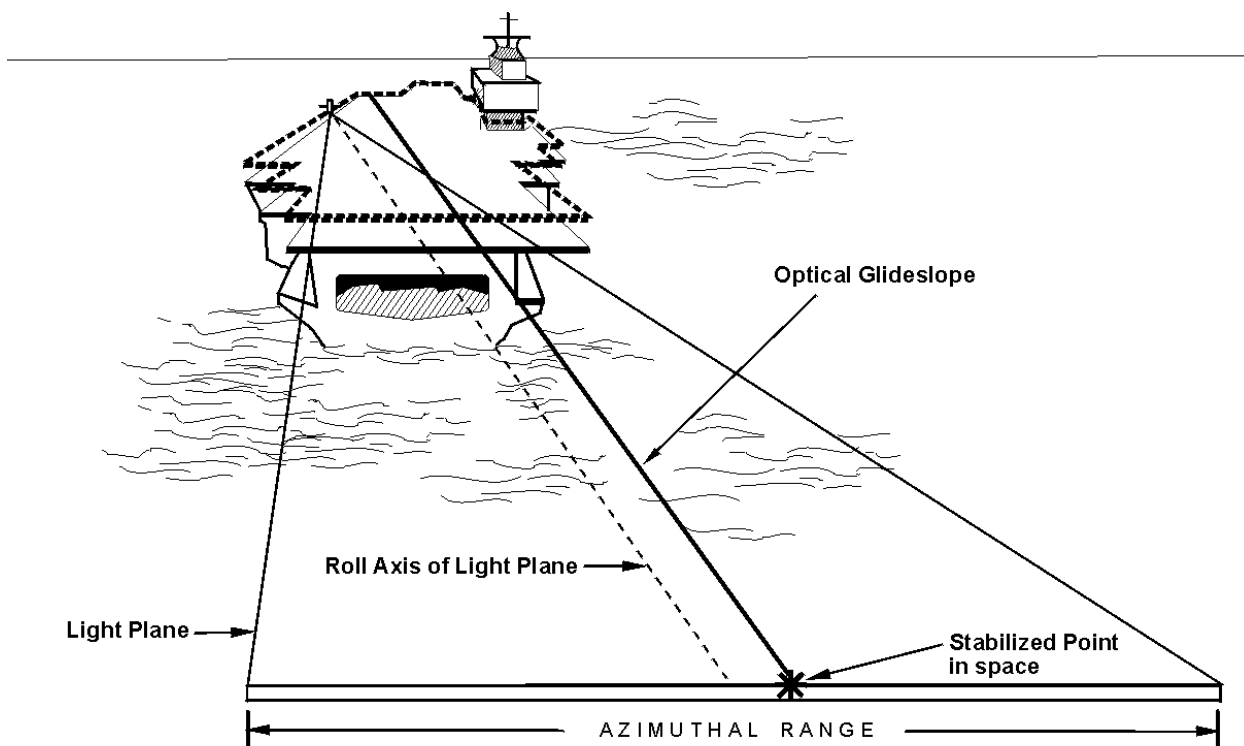 Optical Glideslope
Roll Axis of Light Plane
Light Plane
Stabilized Point
in space
AZIMUTHAL RANGE